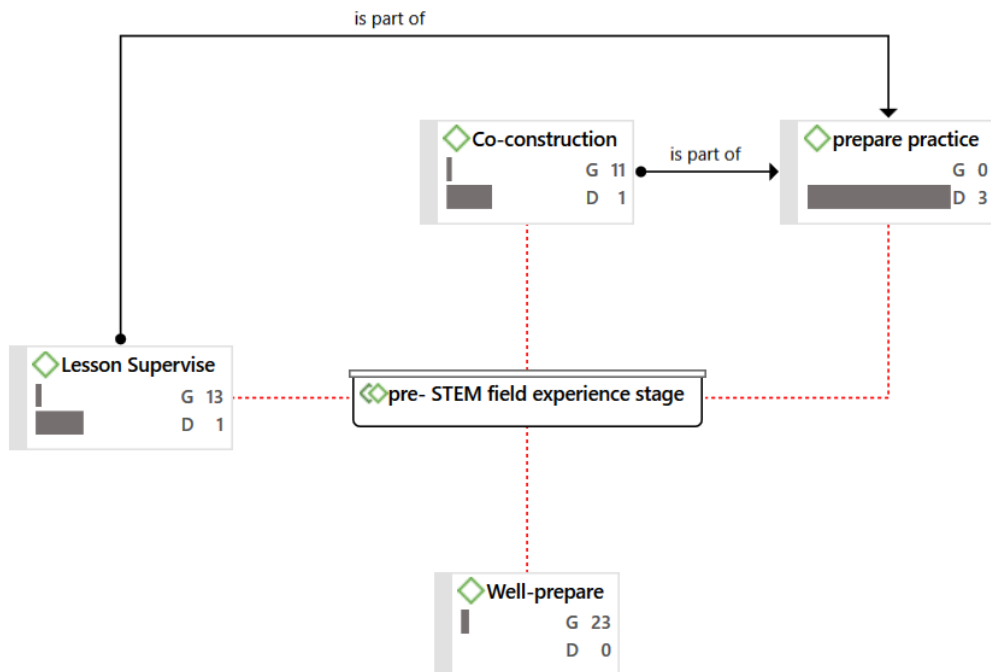 is part of
Co-construction
G 11
D 1
is part of
prepare practice
G 0
D 3
Lesson Supervise
G 13
D 1
pre- STEM field experience stage
Well-prepare
G 23
D 0